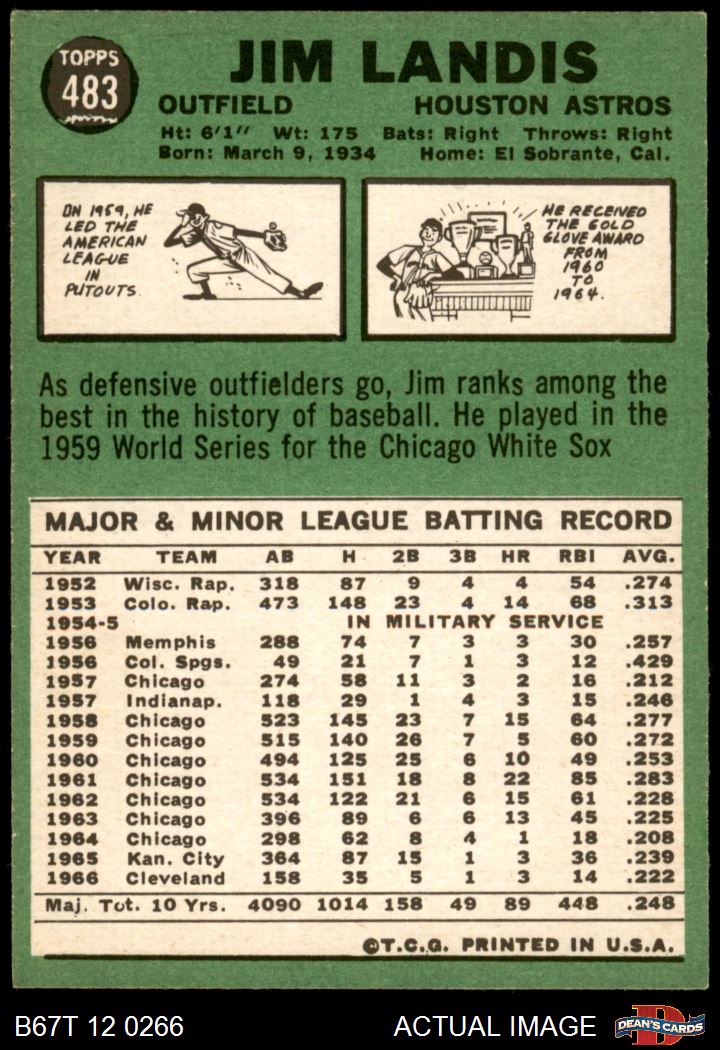 TOPPS
483
JIM LANDIS
OUTFIELD HOUSTON ASTROS
Ht: 6'1" Wt: 175 Bats: Right Throws: Right
Born: March 9, 1934 Home: El Sobrante, Cal.
ON 1959, HE
LED THE
AMERICAN
LEAGUE
IN
PUTOUTS.
HE RECEIVED
THE GOLD
GLOVE AWARD
FROM
1960
TO
1964.
As defensive outfielders go, Jim ranks among the
best in the history of baseball. He played in the
1959 World Series for the Chicago White Sox
MAJOR & MINOR LEAGUE BATTING RECORD
YEAR TEAM AB H 2B 3B HR RBI AVG.
1952 Wisc. Rap. 318 87 9 4 4 54 .274
1953 Colo. Rap. 473 148 23 4 14 68 .313
1954-5 IN MILITARY SERVICE
1956 Memphis 288 74 7 3 3 30 .257
1956 Col. Spgs. 49 21 7 1 3 12 .429
1957 Chicago 274 58 11 3 2 16 .212
1957 Indianap. 118 29 1 4 3 15 .246
1958 Chicago 523 145 23 7 15 64 .277
1959 Chicago 515 140 26 7 5 60 .272
1960 Chicago 494 125 25 6 10 49 .253
1961 Chicago 534 151 18 8 22 85 .283
1962 Chicago 534 122 21 6 15 61 .228
1963 Chicago 396 89 6 6 13 45 .225
1964 Chicago 298 62 8 4 1 18 .208
1965 Kan. City 364 87 15 1 3 36 .239
1966 Cleveland 158 35 5 1 3 14 .222
Maj. Tot. 10 Yrs. 4090 1014 158 49 89 448 .248
©T.C.G. PRINTED IN U.S.A.
B67T 12 0266 ACTUAL IMAGE
D
DEAN'S CARDS